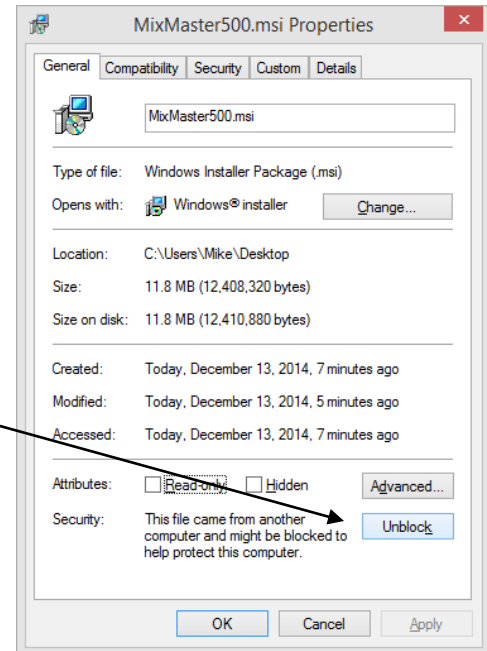 MixMaster500.msi Properties
General Compatibility Security Custom Details
MixMaster500.msi
Type of file: Windows Installer Package (.msi)
Opens with: Windows® installer Change...
Location: C:\Users\Mike\Desktop
Size: 11.8 MB (12,408,320 bytes)
Size on disk: 11.8 MB (12,410,880 bytes)
Created: Today, December 13, 2014, 7 minutes ago
Modified: Today, December 13, 2014, 5 minutes ago
Accessed: Today, December 13, 2014, 7 minutes ago
Attributes: Read-only Hidden Advanced...
Security: This file came from another
computer and might be blocked to
help protect this computer.
Unblock
OK Cancel Apply